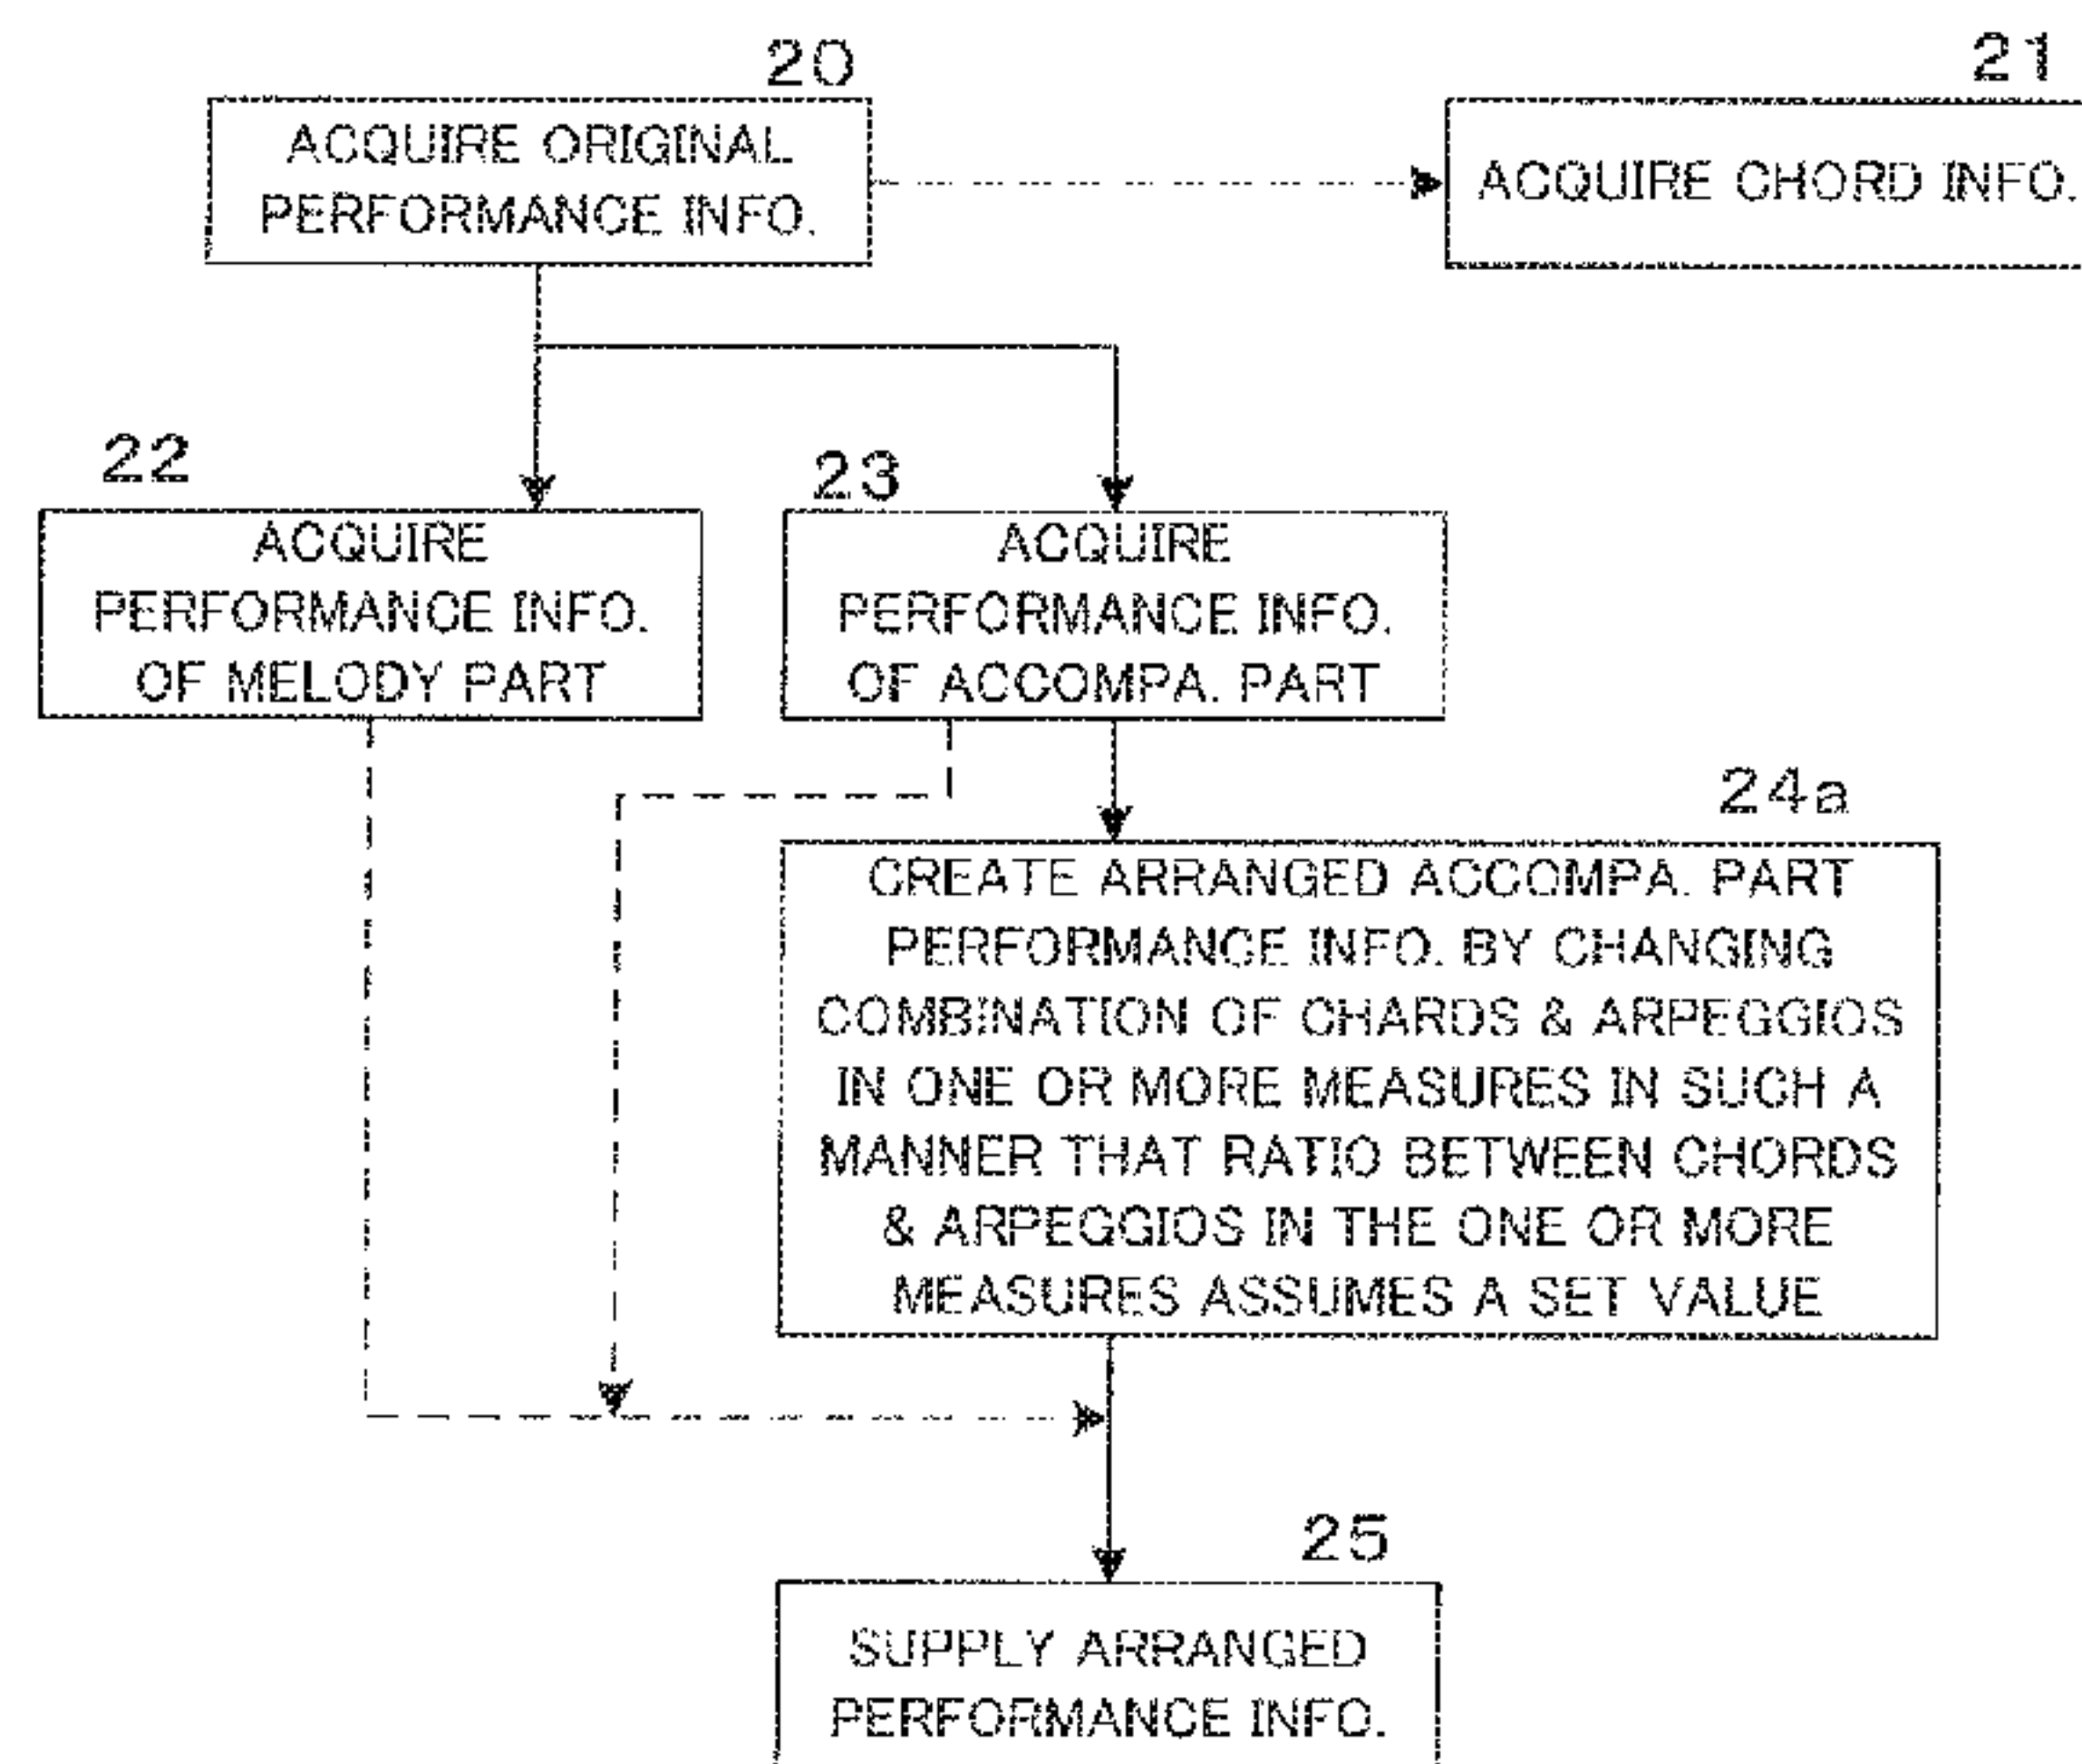 20
ACQUIRE ORIGINAL
PERFORMANCE INFO.
21
ACQUIRE CHORD INFO.
22
ACQUIRE
PERFORMANCE INFO.
OF MELODY PART
23
ACQUIRE
PERFORMANCE INFO.
OF ACCOMPA. PART
24a
CREATE ARRANGED ACCOMPA. PART
PERFORMANCE INFO. BY CHANGING
COMBINATION OF CHARDS & ARPEGGIOS
IN ONE OR MORE MEASURES IN SUCH A
MANNER THAT RATIO BETWEEN CHORDS
& ARPEGGIOS IN THE ONE OR MORE
MEASURES ASSUMES A SET VALUE
25
SUPPLY ARRANGED
PERFORMANCE INFO.